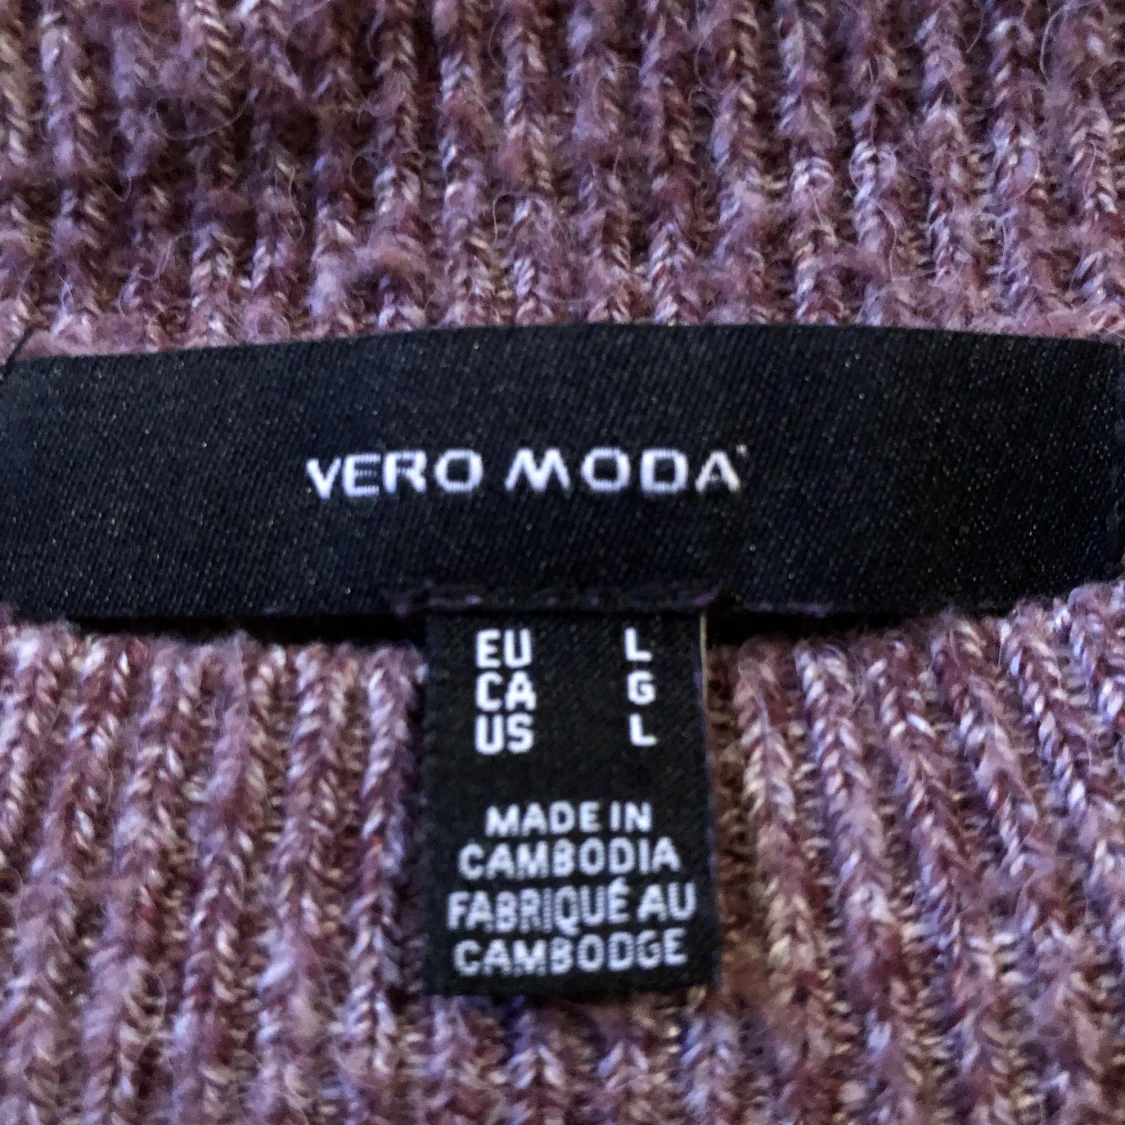 VERO MODA
EU L
CA G
US L
MADE IN
CAMBODIA
FABRIQUÉ AU
CAMBODGE